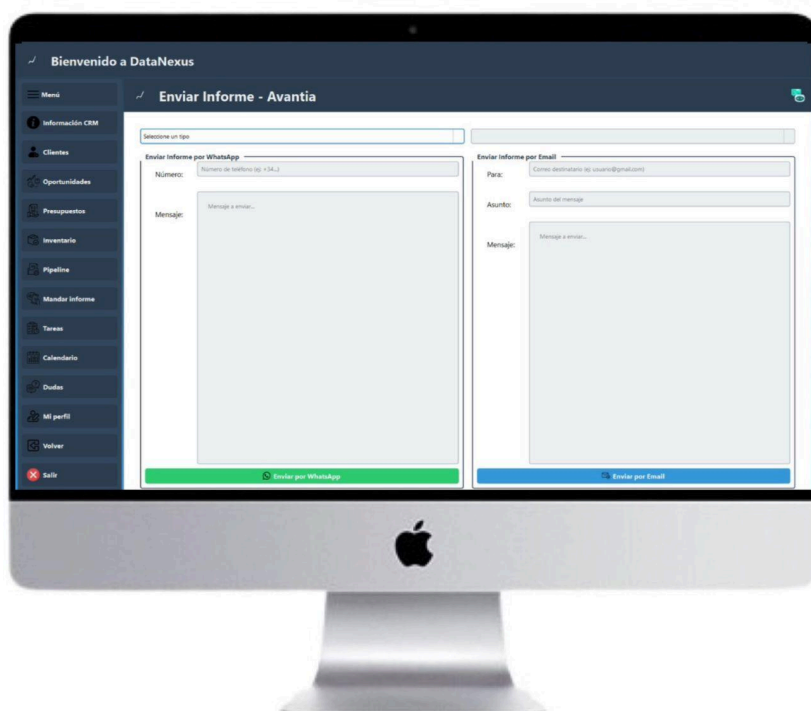 Bienvenido a DataNexus
Menú
Información CRM
Clientes
Oportunidades
Presupuestos
Inventario
Pipeline
Mandar informe
Tareas
Calendario
Dudas
Mi perfil
Volver
Salir
Enviar Informe - Avantia
Seleccione un tipo
Enviar Informe por WhatsApp
Número:
Número de teléfono (ej: +34...)
Mensaje:
Mensaje a enviar...
Enviar por WhatsApp
Enviar Informe por Email
Para:
Correo destinatario (ej: usuario@gmail.com)
Asunto:
Asunto del mensaje
Mensaje:
Mensaje a enviar...
Enviar por Email